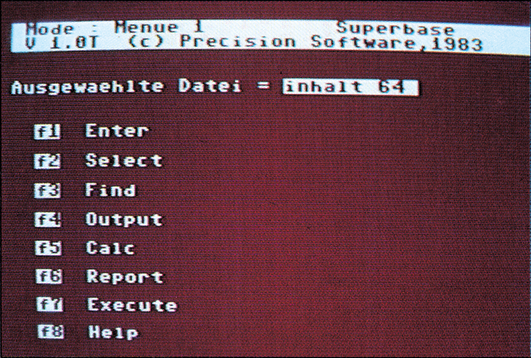 Mode : Menue 1 Superbase
V 1.0T (c) Precision Software,1983
Ausgewaehlte Datei = inhalt 64
f1 Enter
f2 Select
f3 Find
f4 Output
f5 Calc
f6 Report
f7 Execute
f8 Help